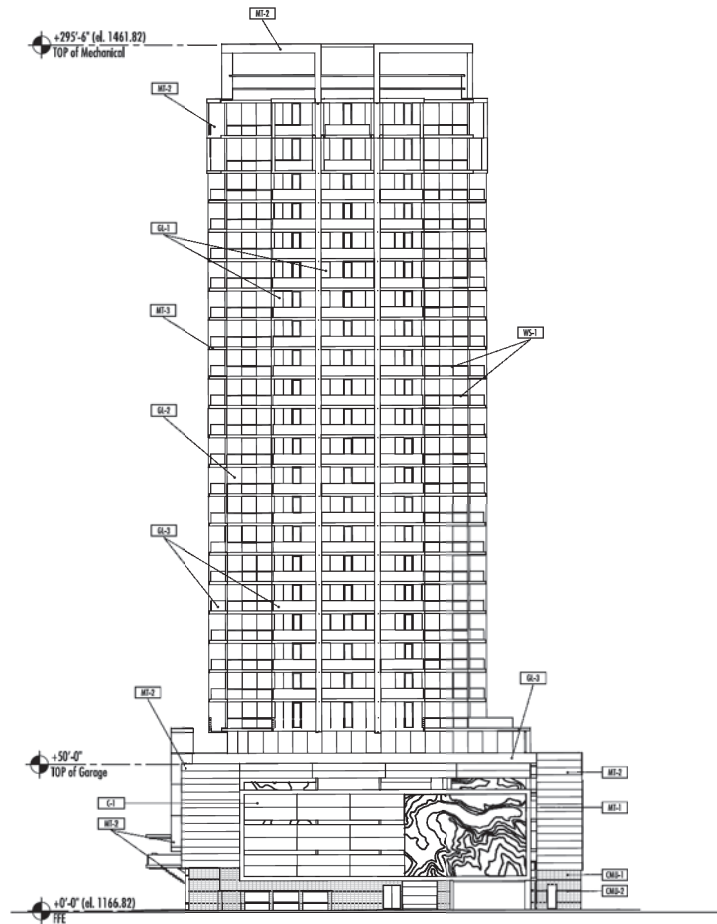 MT-2
+295'-6" (el. 1461.82)
TOP of Mechanical
MT-2
GL-1
MT-3
WS-1
GL-2
GL-3
GL-3
MT-2
+50'-0"
TOP of Garage
MT-2
C-1
MT-1
MT-2
CMU-1
CMU-2
+0'-0" (el. 1166.82)
FFE